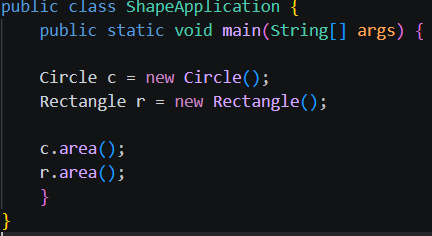 public class ShapeApplication {
public static void main(String[] args) {
Circle c = new Circle();
Rectangle r = new Rectangle();
c.area();
r.area();
}
}